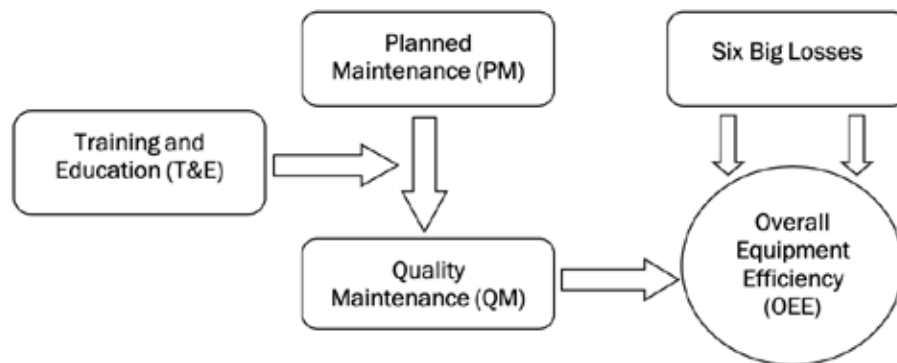 Planned
Maintenance (PM)
Six Big Losses
Training and
Education (T&E)
Quality
Maintenance (QM)
Overall
Equipment
Efficiency
(OEE)